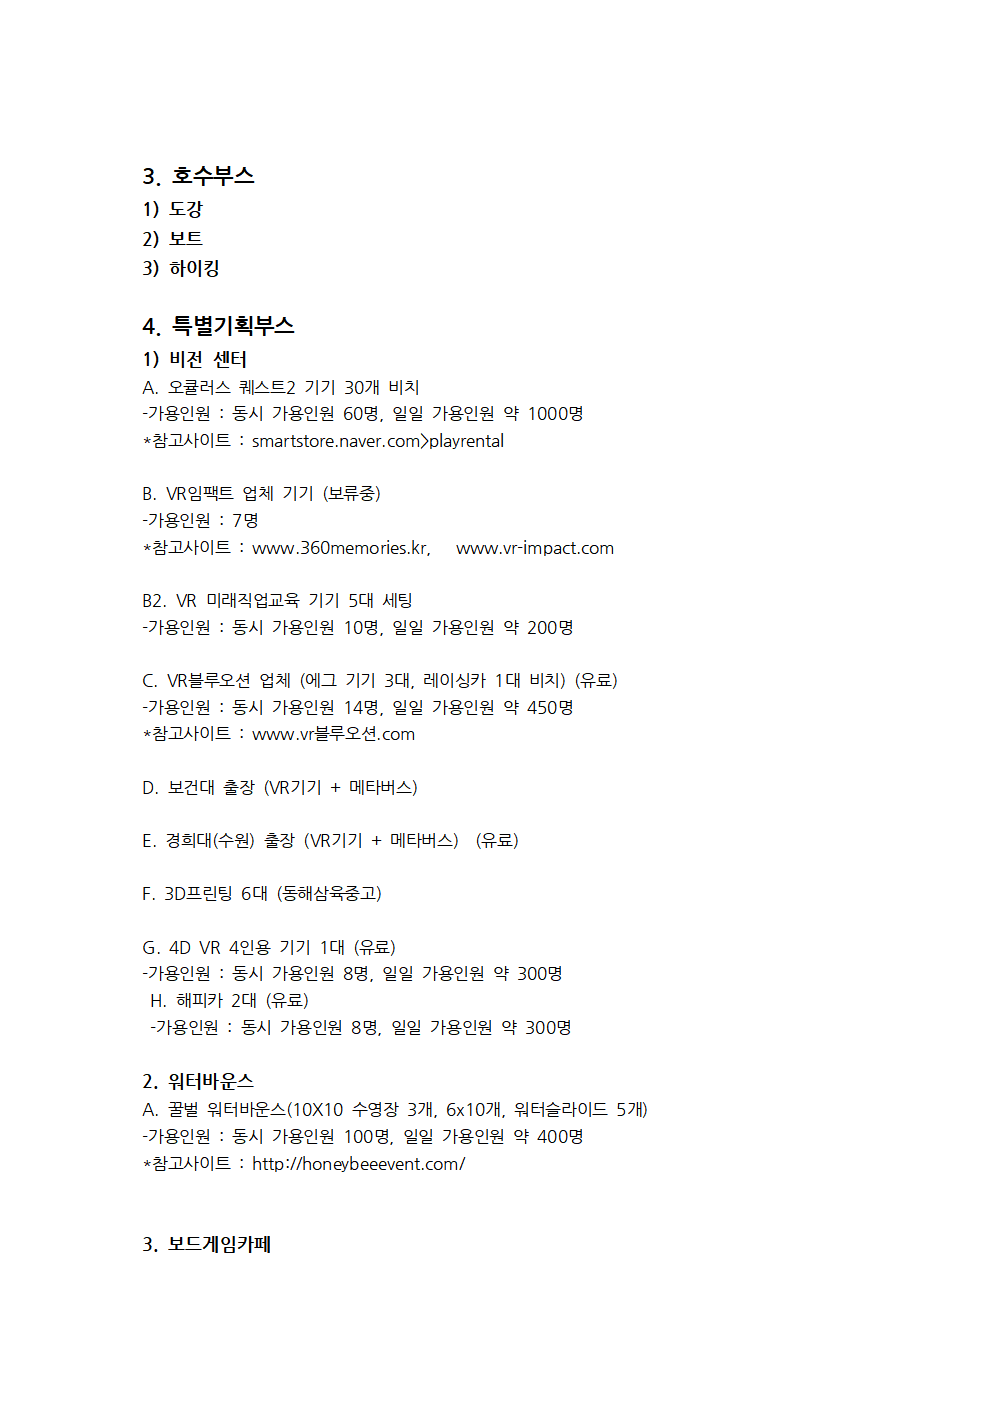 3. 호수부스
1) 도강
2) 보트
3) 하이킹
4. 특별기획부스
1) 비전 센터
A. 오큘러스 퀘스트2 기기 30개 비치
-가용인원 : 동시 가용인원 60명, 일일 가용인원 약 1000명
*참고사이트 : smartstore.naver.com>playrental
B. VR임팩트 업체 기기 (보류중)
-가용인원 : 7명
*참고사이트 : www.360memories.kr, www.vr-impact.com
B2. VR 미래직업교육 기기 5대 세팅
-가용인원 : 동시 가용인원 10명, 일일 가용인원 약 200명
C. VR블루오션 업체 (에그 기기 3대, 레이싱카 1대 비치) (유료)
-가용인원 : 동시 가용인원 14명, 일일 가용인원 약 450명
*참고사이트 : www.vr블루오션.com
D. 보건대 출장 (VR기기 + 메타버스)
E. 경희대(수원) 출장 (VR기기 + 메타버스) (유료)
F. 3D프린팅 6대 (동해삼육중고)
G. 4D VR 4인용 기기 1대 (유료)
-가용인원 : 동시 가용인원 8명, 일일 가용인원 약 300명
H. 해피카 2대 (유료)
-가용인원 : 동시 가용인원 8명, 일일 가용인원 약 300명
2. 워터바운스
A. 꿀벌 워터바운스(10X10 수영장 3개, 6x10개, 워터슬라이드 5개)
-가용인원 : 동시 가용인원 100명, 일일 가용인원 약 400명
*참고사이트 : http://honeybeeevent.com/
3. 보드게임카페